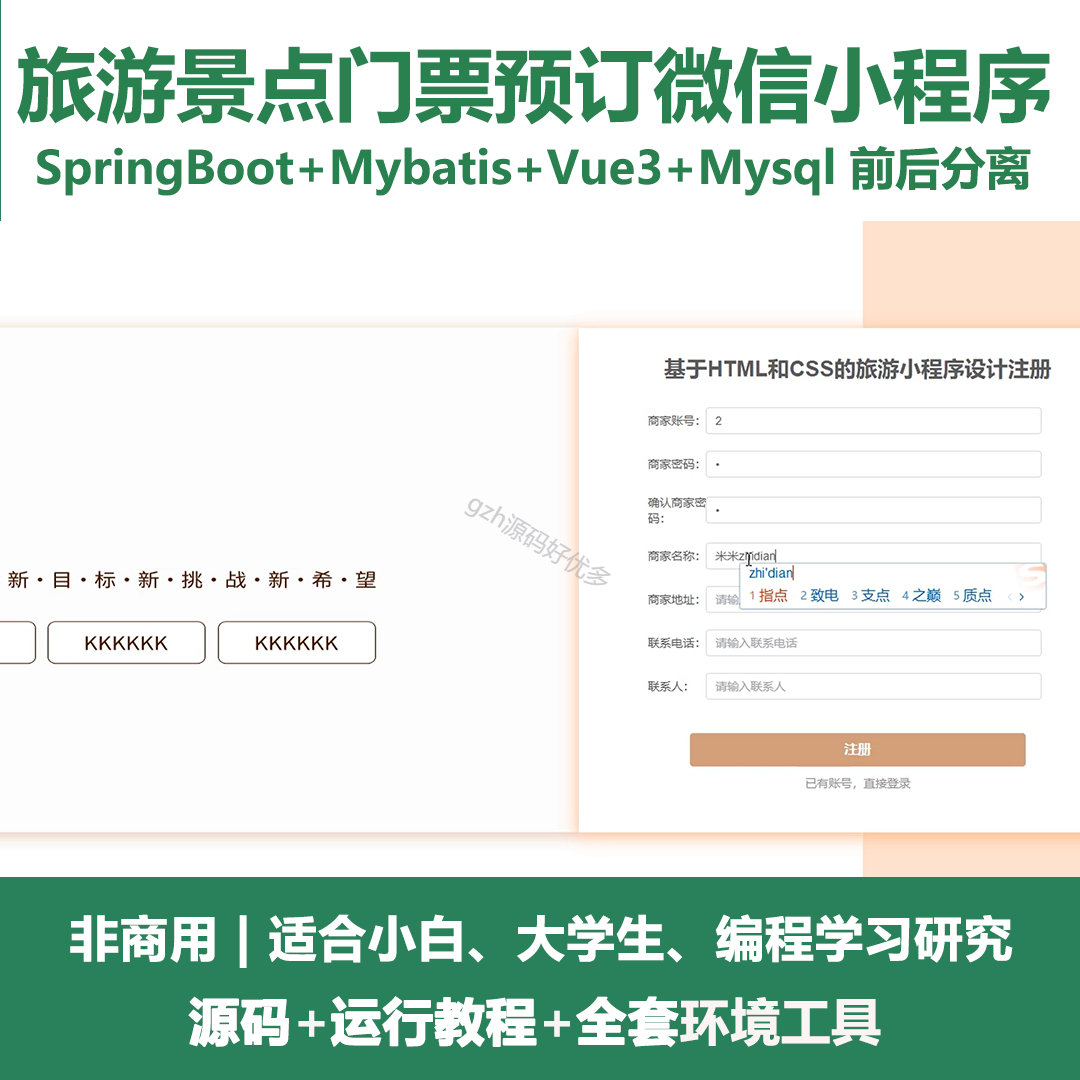 旅游景点门票预订微信小程序
SpringBoot+Mybatis+Vue3+Mysql 前后分离
基于HTML和CSS的旅游小程序设计注册
商家账号: 2
商家密码: •
确认商家密
码: •
gzh源码好优多
商家名称: 米米zhidian
zhi'dian
1 指点 2 致电 3 支点 4 之巅 5 质点
商家地址: 请输
新·目·标·新·挑·战·新·希·望
KKKKKK KKKKKK
联系电话: 请输入联系电话
联系人: 请输入联系人
注册
已有账号，直接登录
非商用 | 适合小白、大学生、编程学习研究
源码+运行教程+全套环境工具